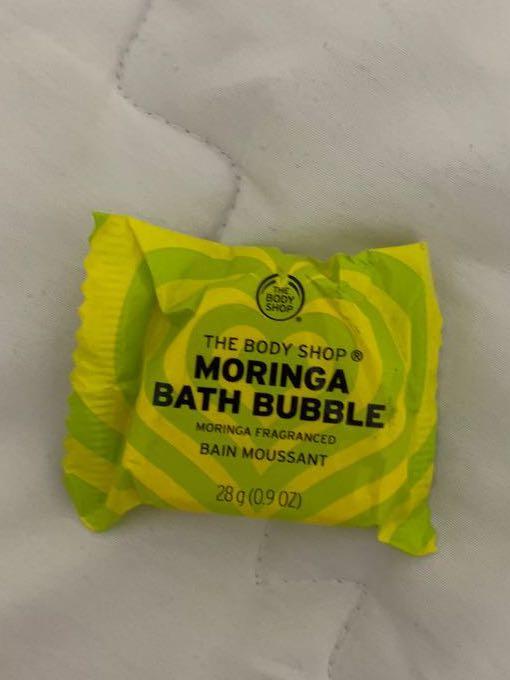 THE
BODY
SHOP
®
THE BODY SHOP ®
MORINGA
BATH BUBBLE
MORINGA FRAGRANCED
BAIN MOUSSANT
28 g (0.9 OZ)